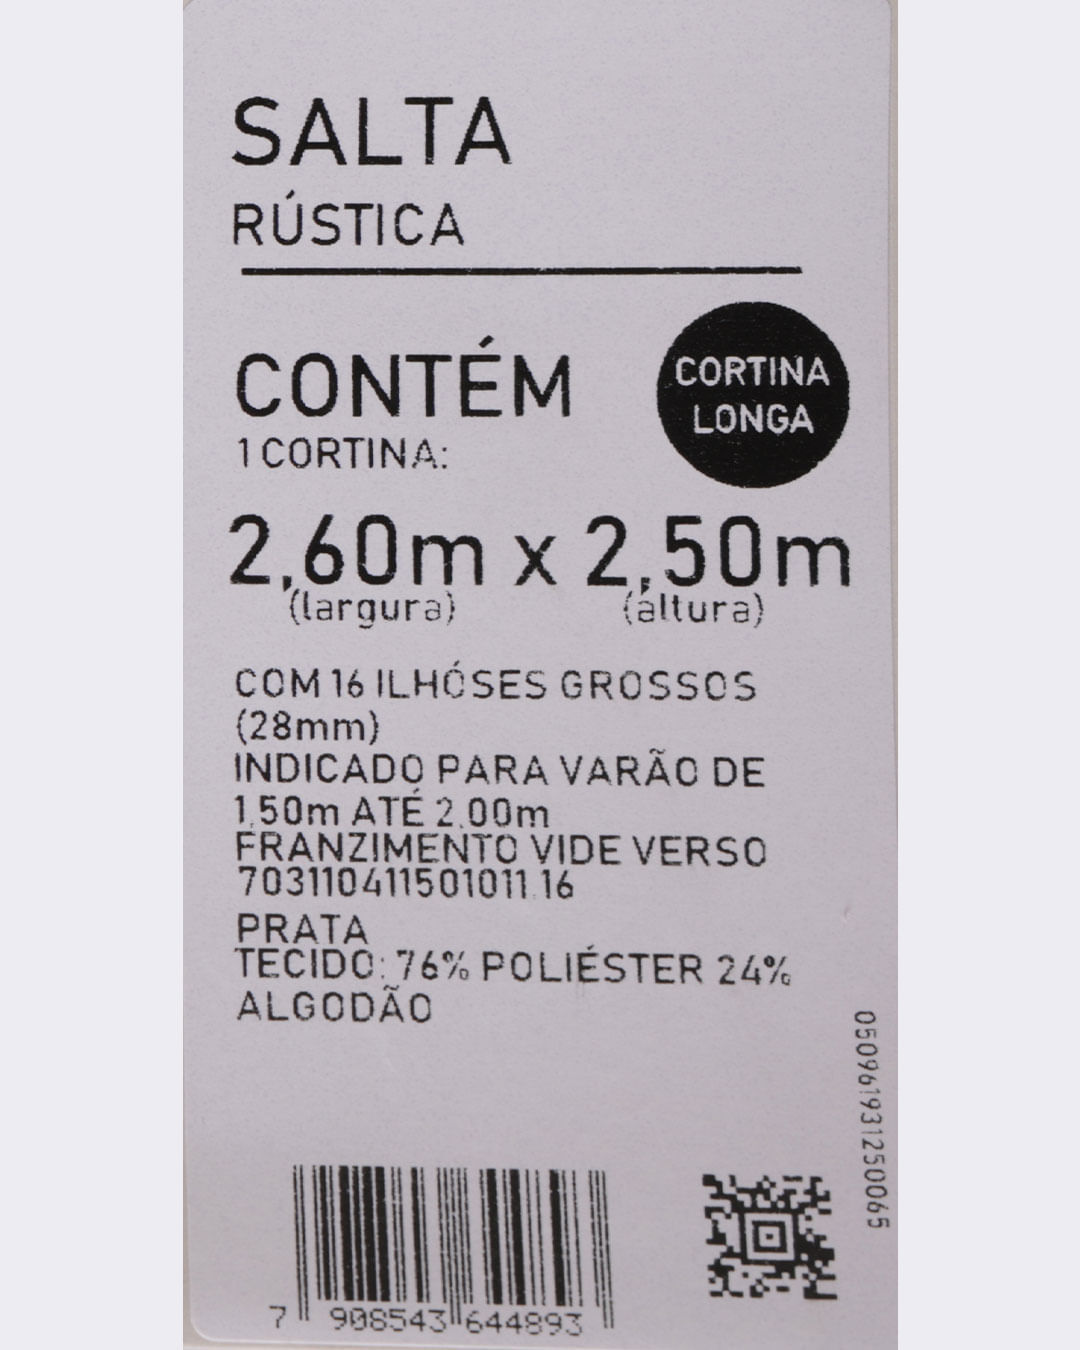 SALTA
RÚSTICA
CONTÉM
1 CORTINA:
CORTINA
LONGA
2,60m x 2,50m
(largura) (altura)
COM 16 ILHÓSES GROSSOS
(28mm)
INDICADO PARA VARÃO DE
1,50m ATÉ 2,00m
FRANZIMENTO VIDE VERSO
703110411501011.16
PRATA
TECIDO: 76% POLIÉSTER 24%
ALGODÃO
050961931250065
7 908543 644893